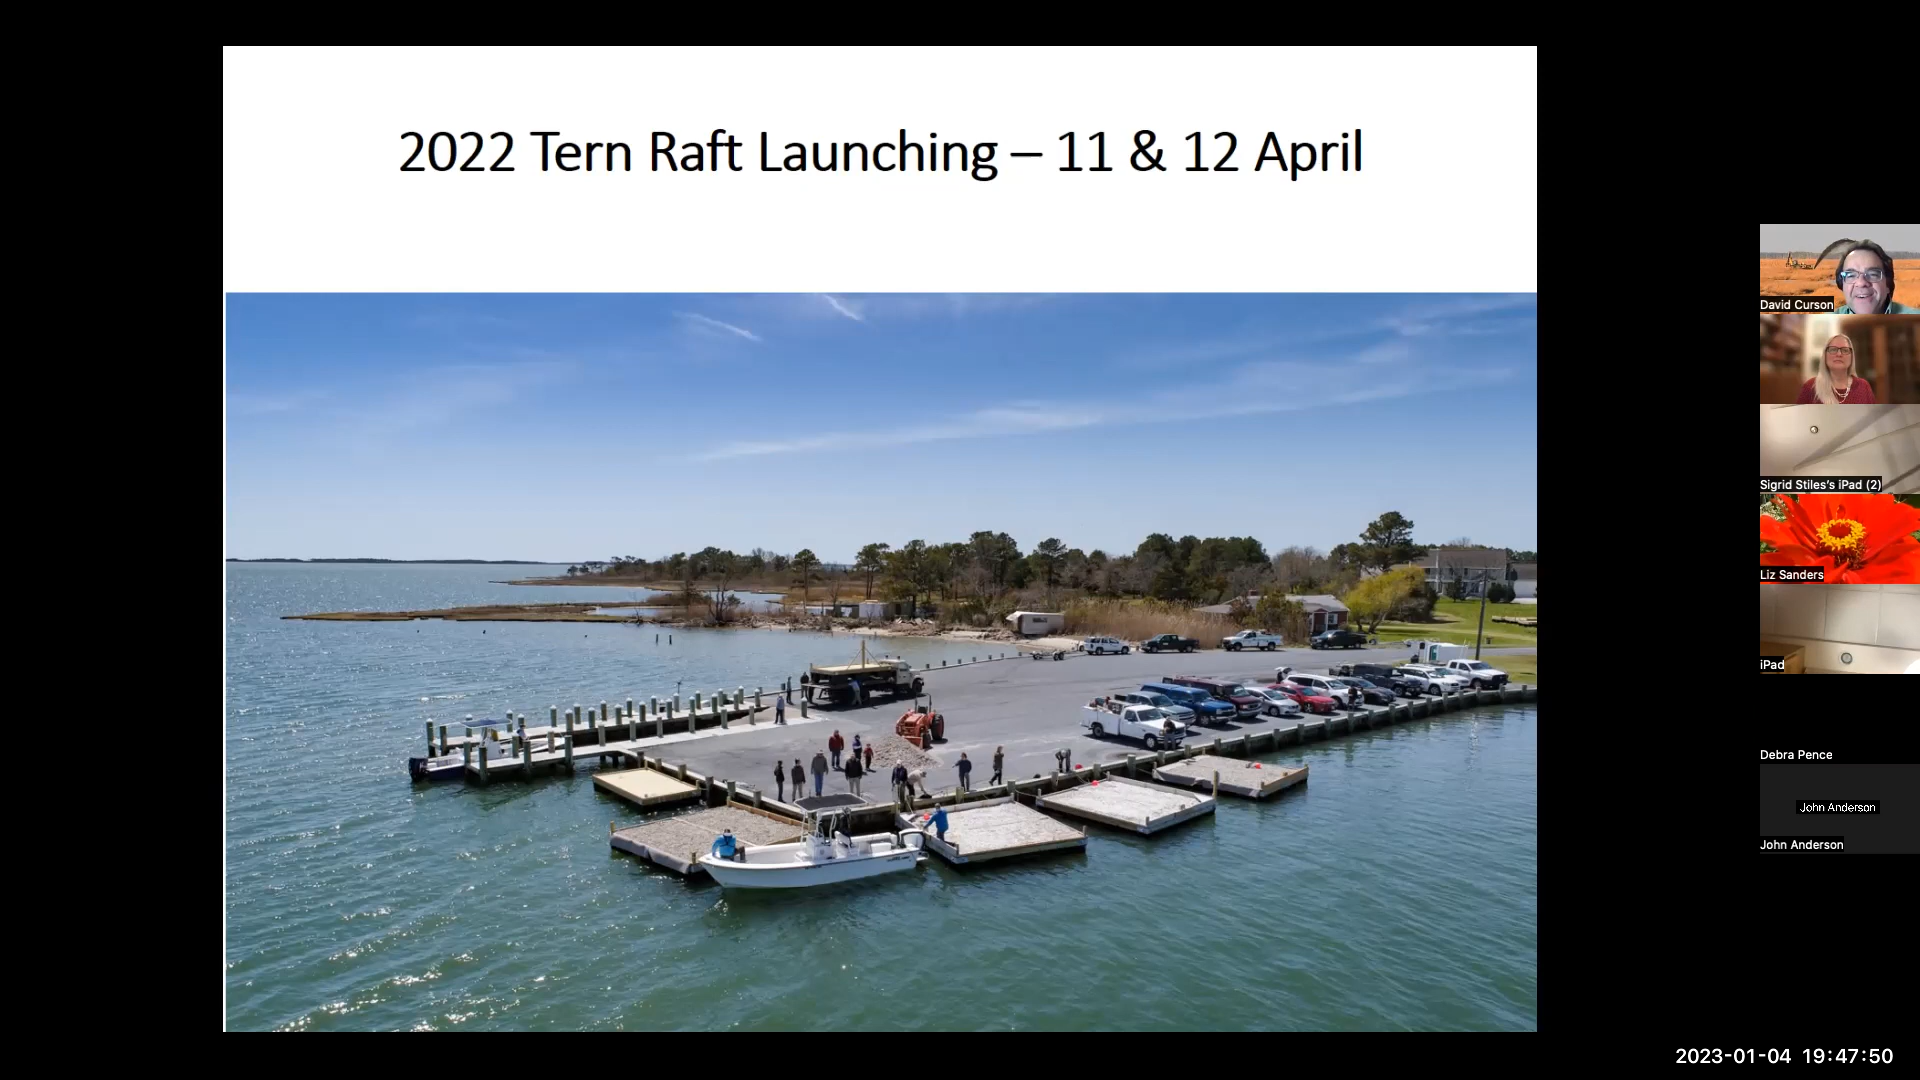 2022 Tern Raft Launching – 11 & 12 April
David Curson
Sigrid Stiles's iPad (2)
Liz Sanders
iPad
Debra Pence
John Anderson
John Anderson
2023-01-04 19:47:50